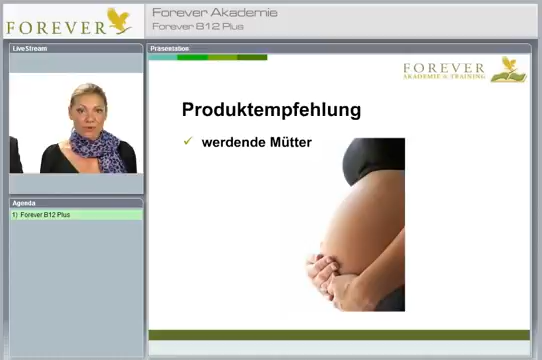 FOREVER
Forever Akademie
Forever B12 Plus
LiveStream
Präsentation
FOREVER
AKADEMIE & TRAINING
Produktempfehlung
werdende Mütter
Agenda
1) Forever B12 Plus